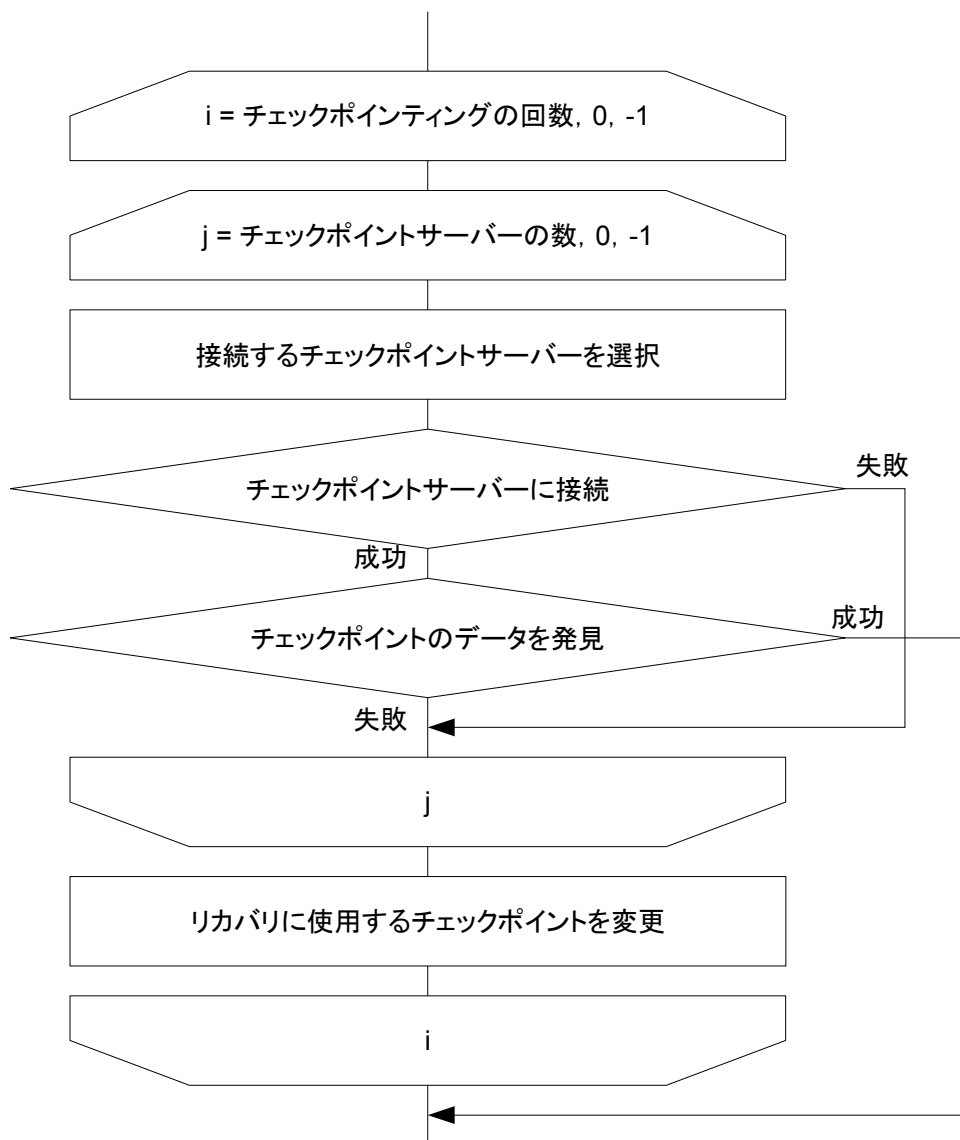 i = チェックポインティングの回数, 0, -1
j = チェックポイントサーバーの数, 0, -1
接続するチェックポイントサーバーを選択
チェックポイントサーバーに接続
失敗
成功
チェックポイントのデータを発見
成功
失敗
j
リカバリに使用するチェックポイントを変更
i